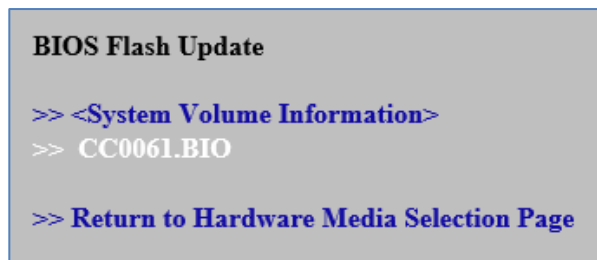 BIOS Flash Update
>> <System Volume Information>
>> CC0061.BIO
>> Return to Hardware Media Selection Page